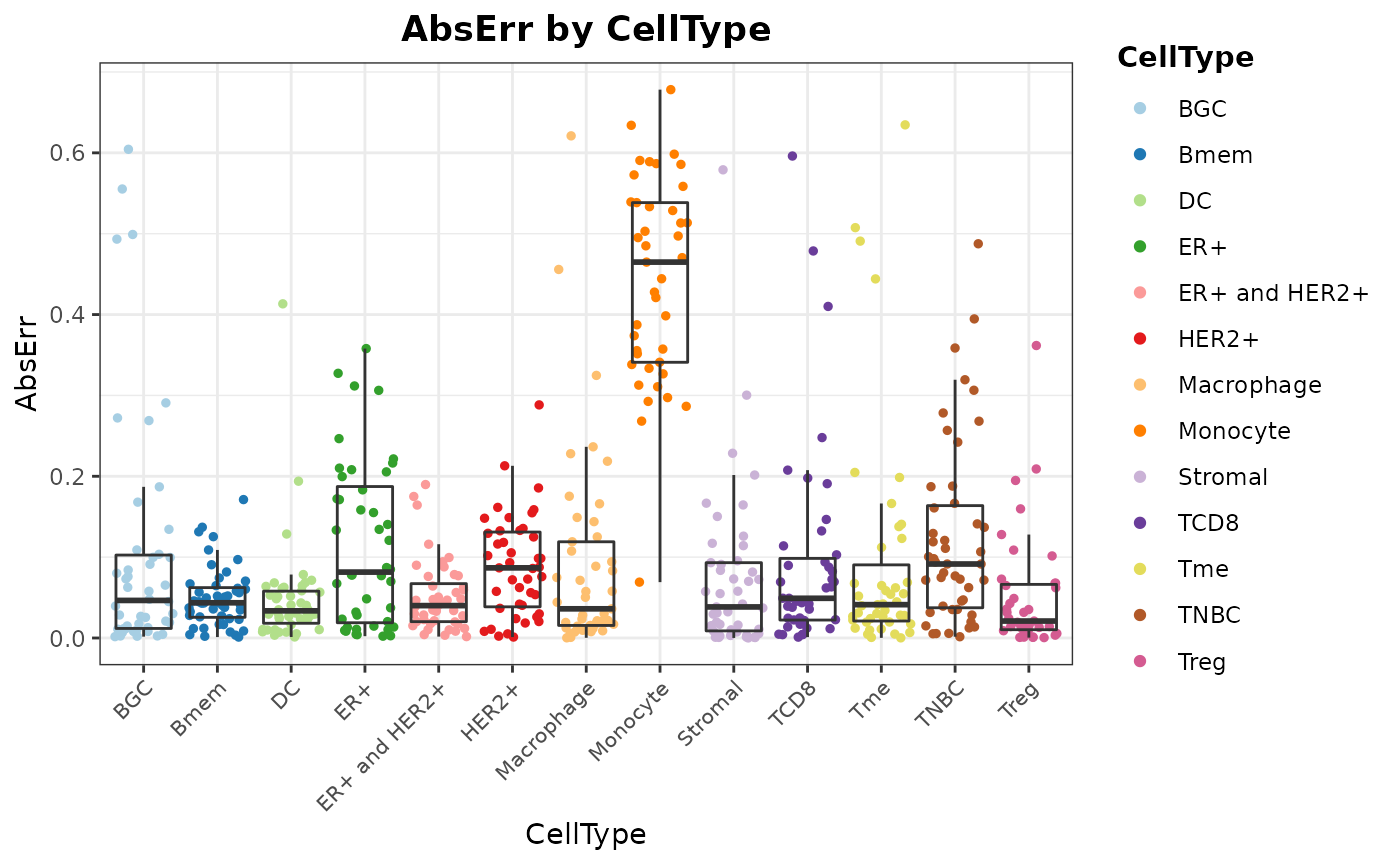 AbsErr by CellType
AbsErr
0.6
0.4
0.2
0.0
BGC
Bmem
DC
ER+
ER+ and HER2+
HER2+
Macrophage
Monocyte
Stromal
TCD8
Tme
TNBC
Treg
CellType
CellType
BGC
Bmem
DC
ER+
ER+ and HER2+
HER2+
Macrophage
Monocyte
Stromal
TCD8
Tme
TNBC
Treg